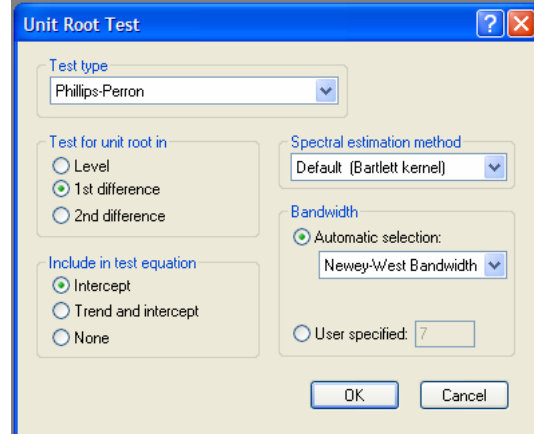 Unit Root Test
Test type
Phillips-Perron
Test for unit root in
Level
1st difference
2nd difference
Include in test equation
Intercept
Trend and intercept
None
Spectral estimation method
Default (Bartlett kernel)
Bandwidth
Automatic selection:
Newey-West Bandwidth
User specified: 7
OK Cancel